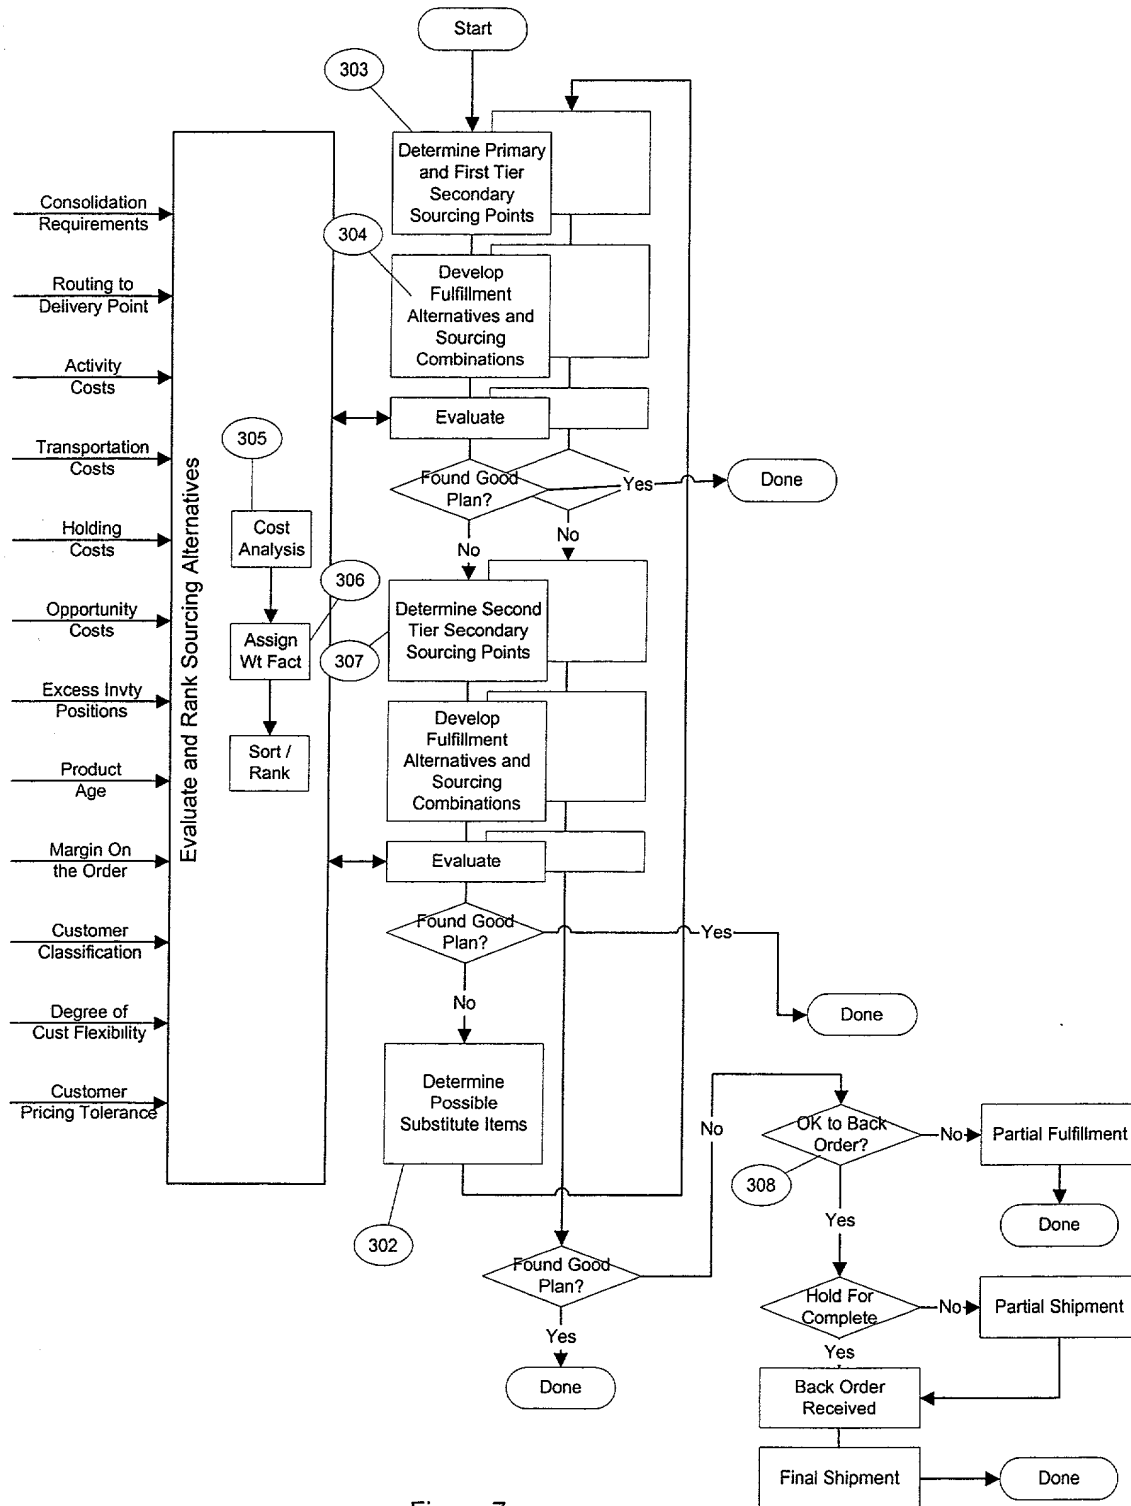 Start
303
Determine Primary
and First Tier
Secondary
Sourcing Points
Consolidation
Requirements
304
Develop
Fulfillment
Alternatives and
Sourcing
Combinations
Routing to
Delivery Point
Activity
Costs
Evaluate
305
Transportation
Costs
Found Good
Plan?
Yes
Done
Evaluate and Rank Sourcing Alternatives
Cost
Analysis
Holding
Costs
No
No
306
Opportunity
Costs
Assign
Wt Fact
307
Determine Second
Tier Secondary
Sourcing Points
Excess Invty
Positions
Develop
Fulfillment
Alternatives and
Sourcing
Combinations
Sort /
Rank
Product
Age
Margin On
the Order
Evaluate
Customer
Classification
Found Good
Plan?
Yes
No
Done
Degree of
Cust Flexibility
Customer
Pricing Tolerance
Determine
Possible
Substitute Items
No
OK to Back
Order?
No
Partial Fulfillment
308
Done
302
Yes
Found Good
Plan?
Hold For
Complete
No
Partial Shipment
Yes
Yes
Done
Back Order
Received
Final Shipment
Done